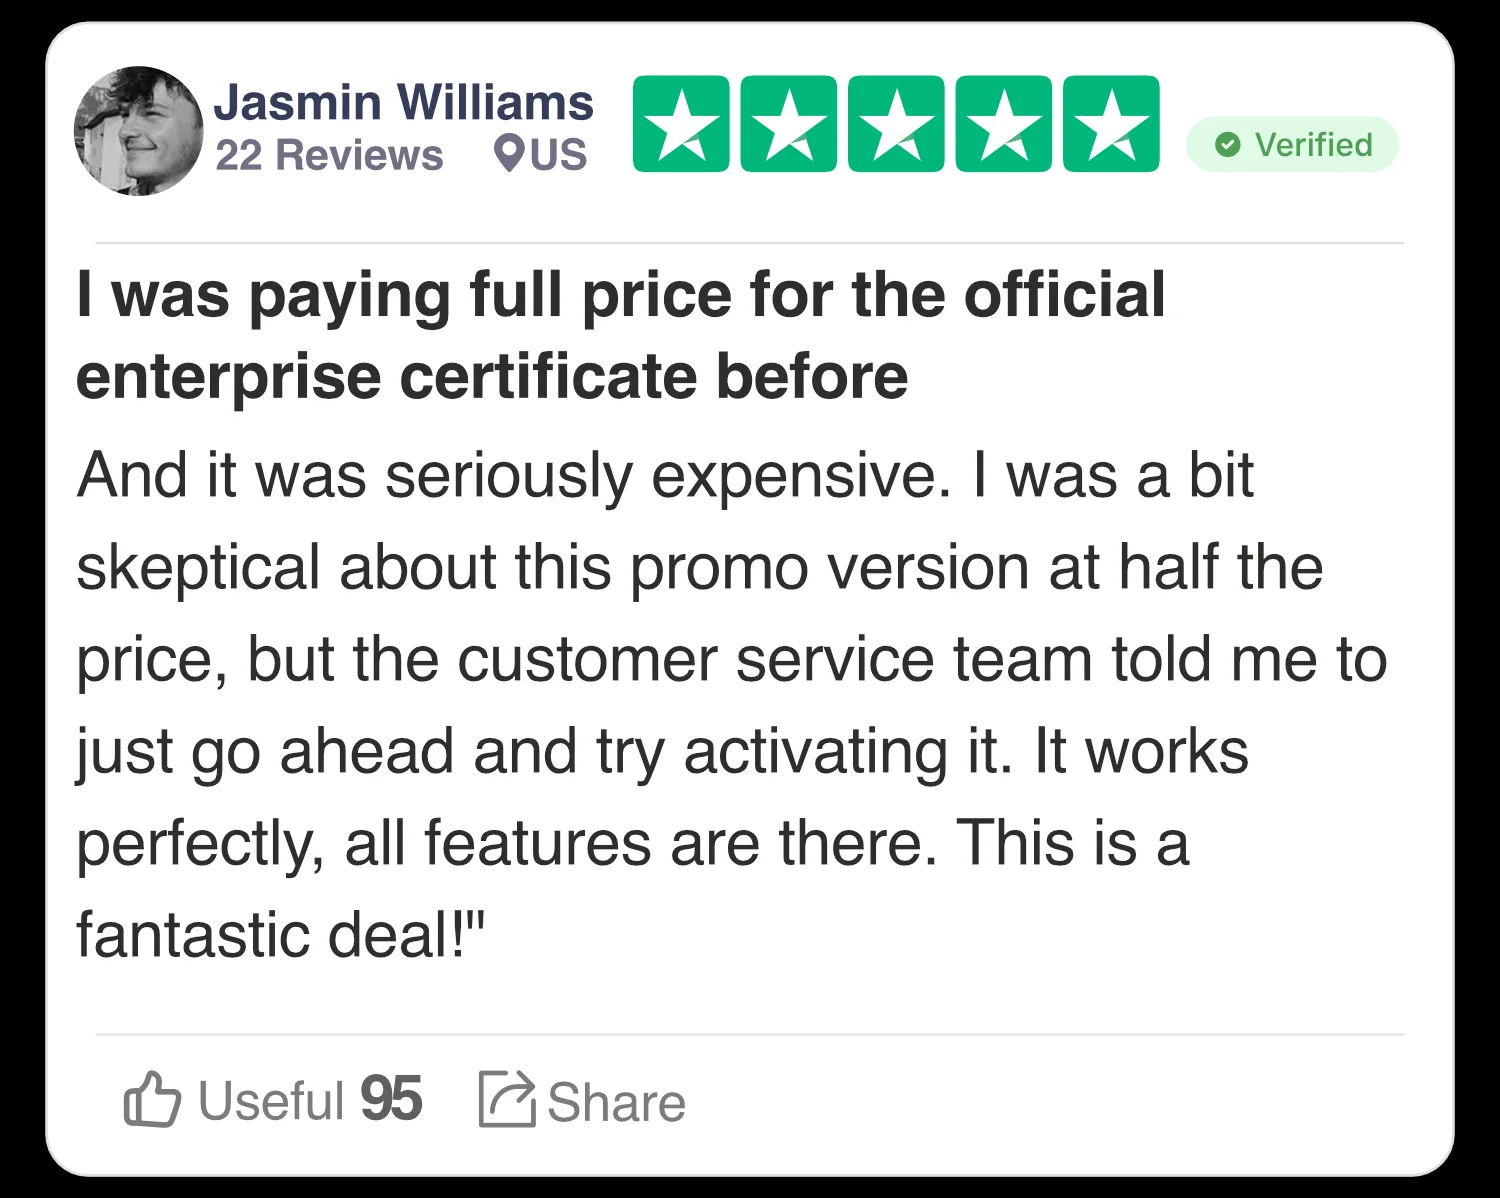 Jasmin Williams
22 Reviews US
Verified
I was paying full price for the official
enterprise certificate before
And it was seriously expensive. I was a bit
skeptical about this promo version at half the
price, but the customer service team told me to
just go ahead and try activating it. It works
perfectly, all features are there. This is a
fantastic deal!"
Useful 95 Share